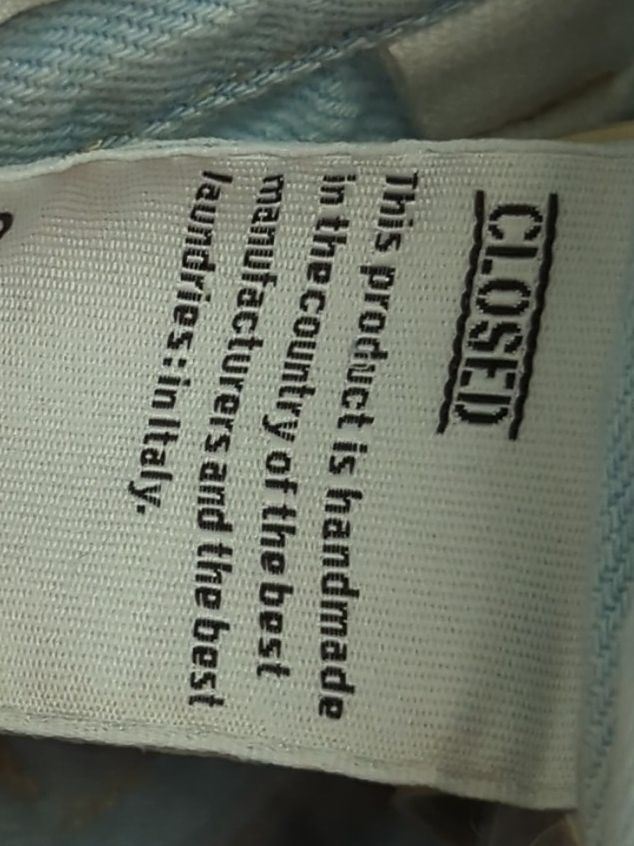 CLOSED
This product is handmade
in the country of the best
manufacturers and the best
laundries: in Italy.